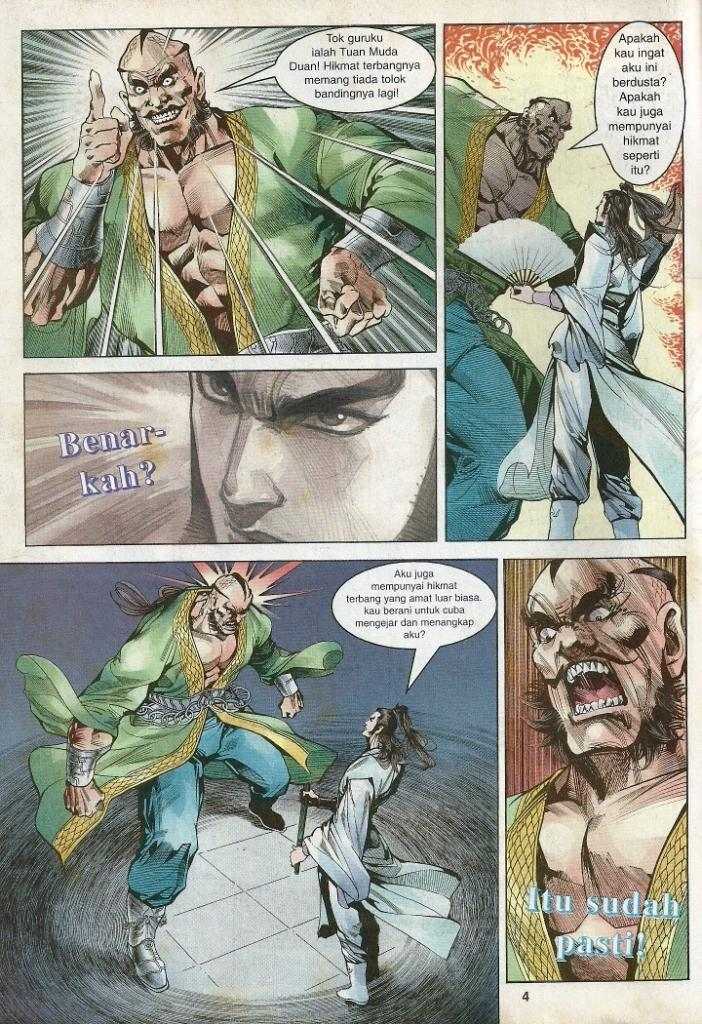 Tok guruku
ialah Tuan Muda
Duan! Hikmat terbangnya
memang tiada tolok
bandingnya lagi!
Apakah
kau ingat
aku ini
berdusta?
Apakah
kau juga
mempunyai
hikmat
seperti
itu?
Benar-
kah?
Aku juga
mempunyai hikmat
terbang yang amat luar biasa.
kau berani untuk cuba
mengejar dan menangkap
aku?
Itu sudah
pasti!
4